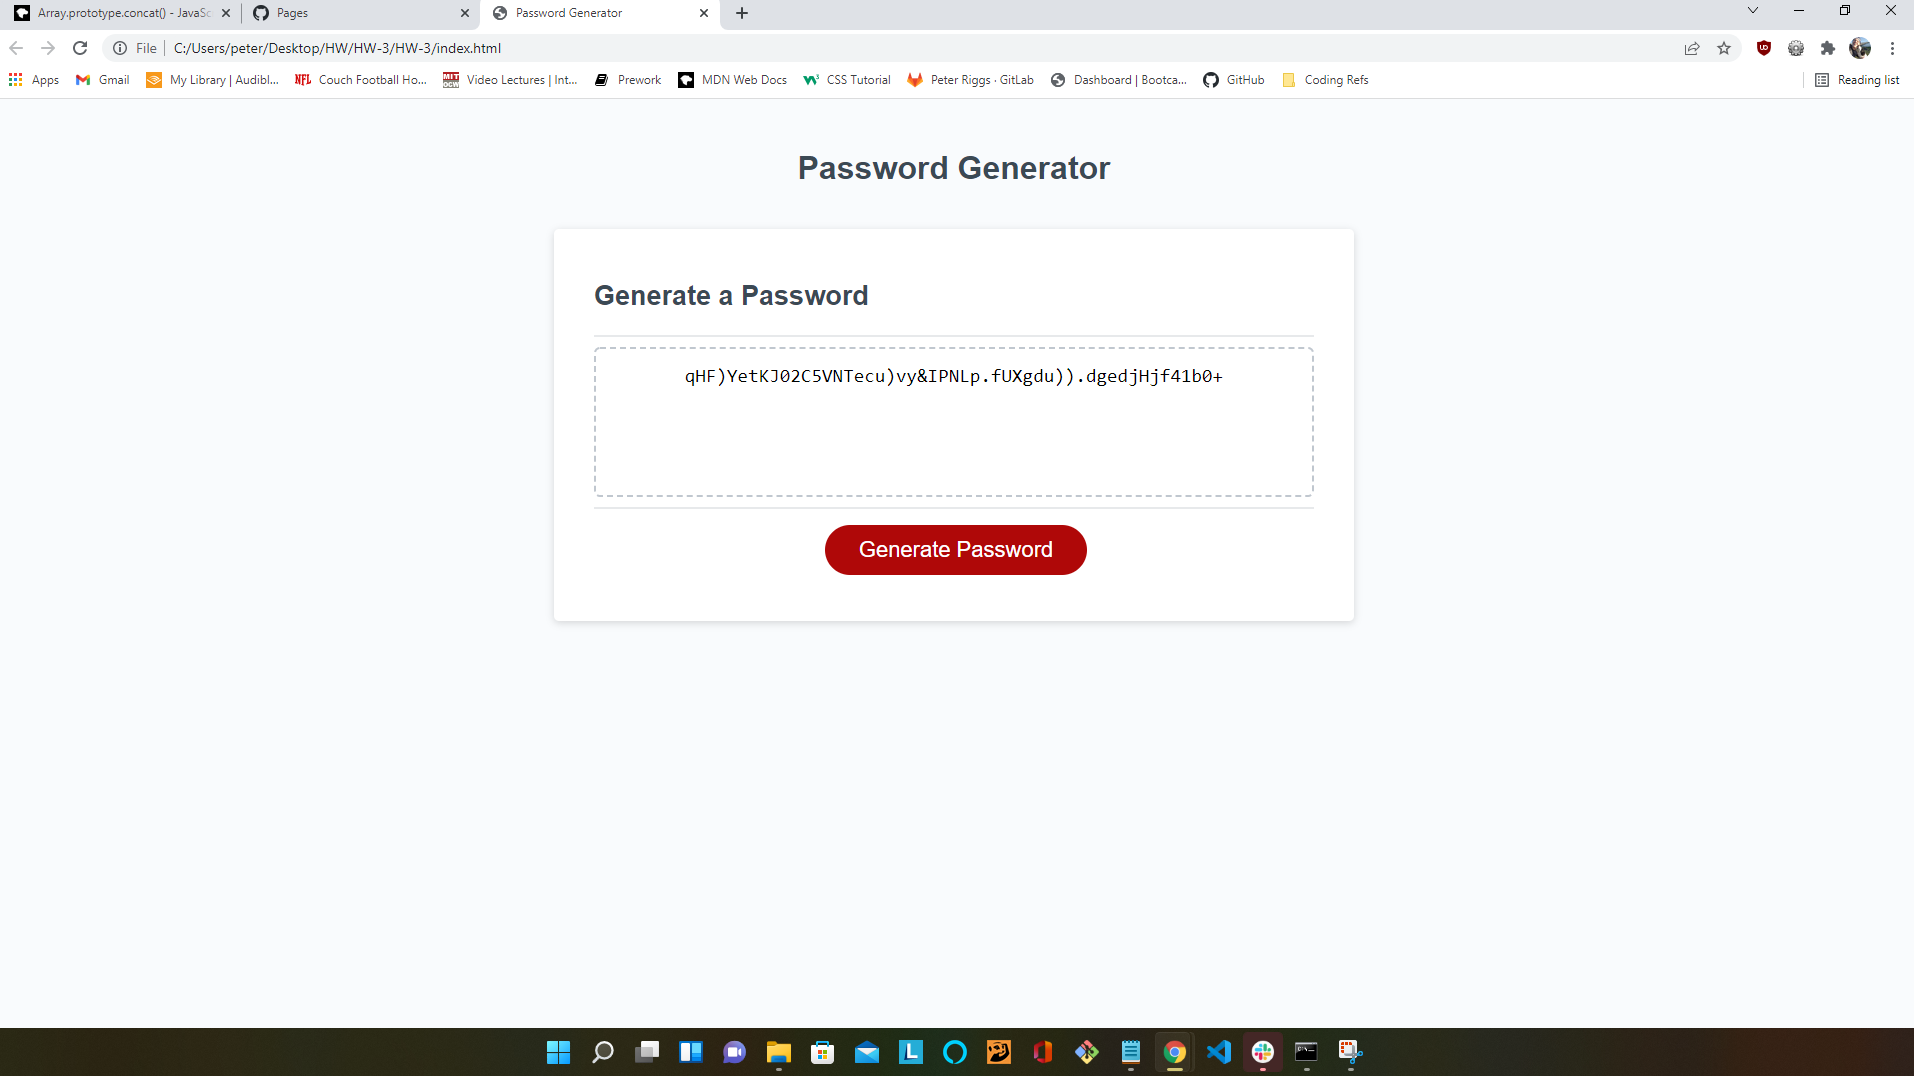 Array.prototype.concat() - JavaSc
Pages
Password Generator
File
C:/Users/peter/Desktop/HW/HW-3/HW-3/index.html
Apps
Gmail
My Library | Audibl...
NFL
Couch Football Ho...
MIT
OCW
Video Lectures | Int...
Prework
MDN Web Docs
CSS Tutorial
Peter Riggs · GitLab
Dashboard | Bootca...
GitHub
Coding Refs
Reading list
Password Generator
Generate a Password
qHF)YetKJ02C5VNTecu)vy&IPNLp.fUXgdu)).dgedjHjf41b0+
Generate Password
L